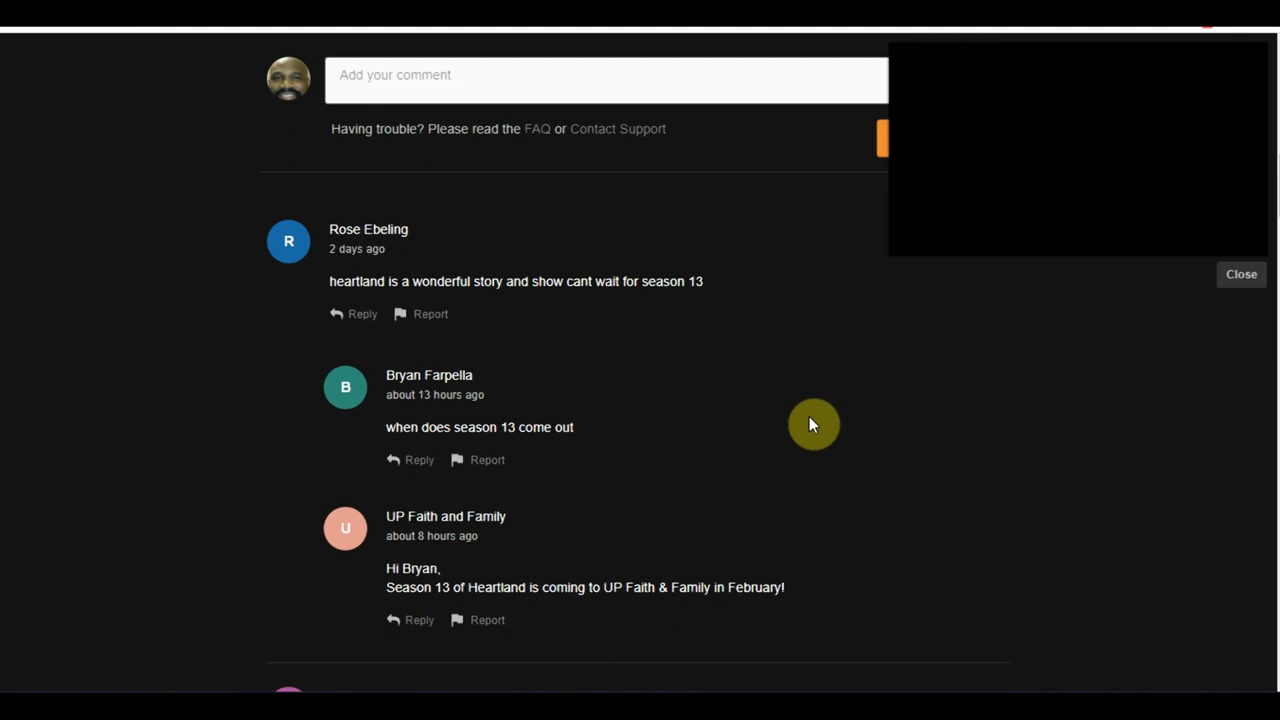 Add your comment
Having trouble? Please read the FAQ or Contact Support
Close
R
Rose Ebeling
2 days ago
heartland is a wonderful story and show cant wait for season 13
Reply Report
B
Bryan Farpella
about 13 hours ago
when does season 13 come out
Reply Report
U
UP Faith and Family
about 8 hours ago
Hi Bryan,
Season 13 of Heartland is coming to UP Faith & Family in February!
Reply Report